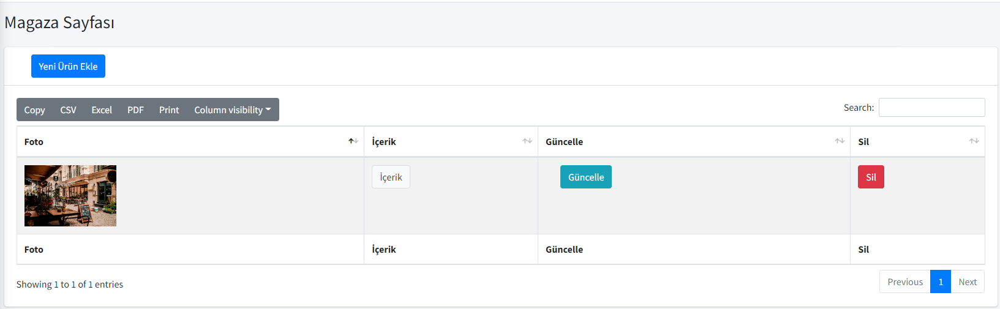 Magaza Sayfası
Yeni Ürün Ekle
Copy CSV Excel PDF Print Column visibility
Search:
Foto İçerik Güncelle Sil
İçerik Güncelle Sil
Foto İçerik Güncelle Sil
Showing 1 to 1 of 1 entries
Previous 1 Next